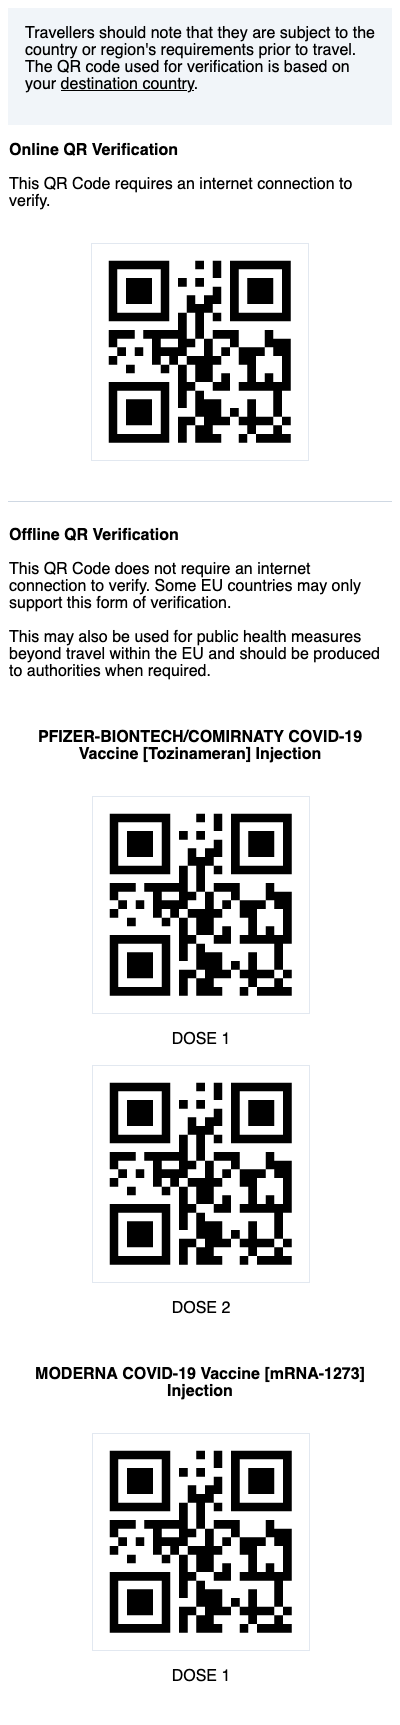 Travellers should note that they are subject to the
country or region's requirements prior to travel.
The QR code used for verification is based on
your destination country.
Online QR Verification
This QR Code requires an internet connection to
verify.
Offline QR Verification
This QR Code does not require an internet
connection to verify. Some EU countries may only
support this form of verification.
This may also be used for public health measures
beyond travel within the EU and should be produced
to authorities when required.
PFIZER-BIONTECH/COMIRNATY COVID-19
Vaccine [Tozinameran] Injection
DOSE 1
DOSE 2
MODERNA COVID-19 Vaccine [mRNA-1273]
Injection
DOSE 1